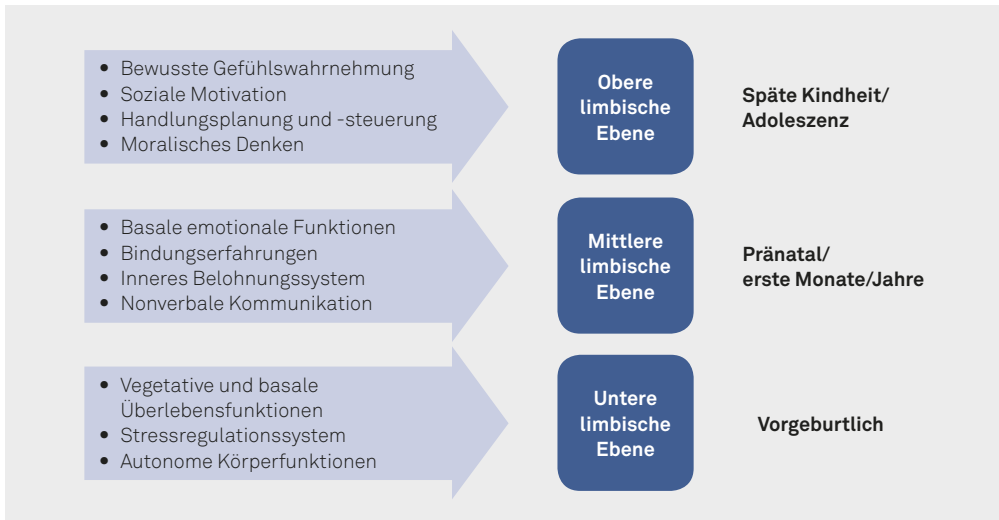 • Bewusste Gefühlswahrnehmung
• Soziale Motivation
• Handlungsplanung und -steuerung
• Moralisches Denken
Obere
limbische
Ebene
Späte Kindheit/
Adoleszenz
• Basale emotionale Funktionen
• Bindungserfahrungen
• Inneres Belohnungssystem
• Nonverbale Kommunikation
Mittlere
limbische
Ebene
Pränatal/
erste Monate/Jahre
• Vegetative und basale
Überlebensfunktionen
• Stressregulationssystem
• Autonome Körperfunktionen
Untere
limbische
Ebene
Vorgeburtlich